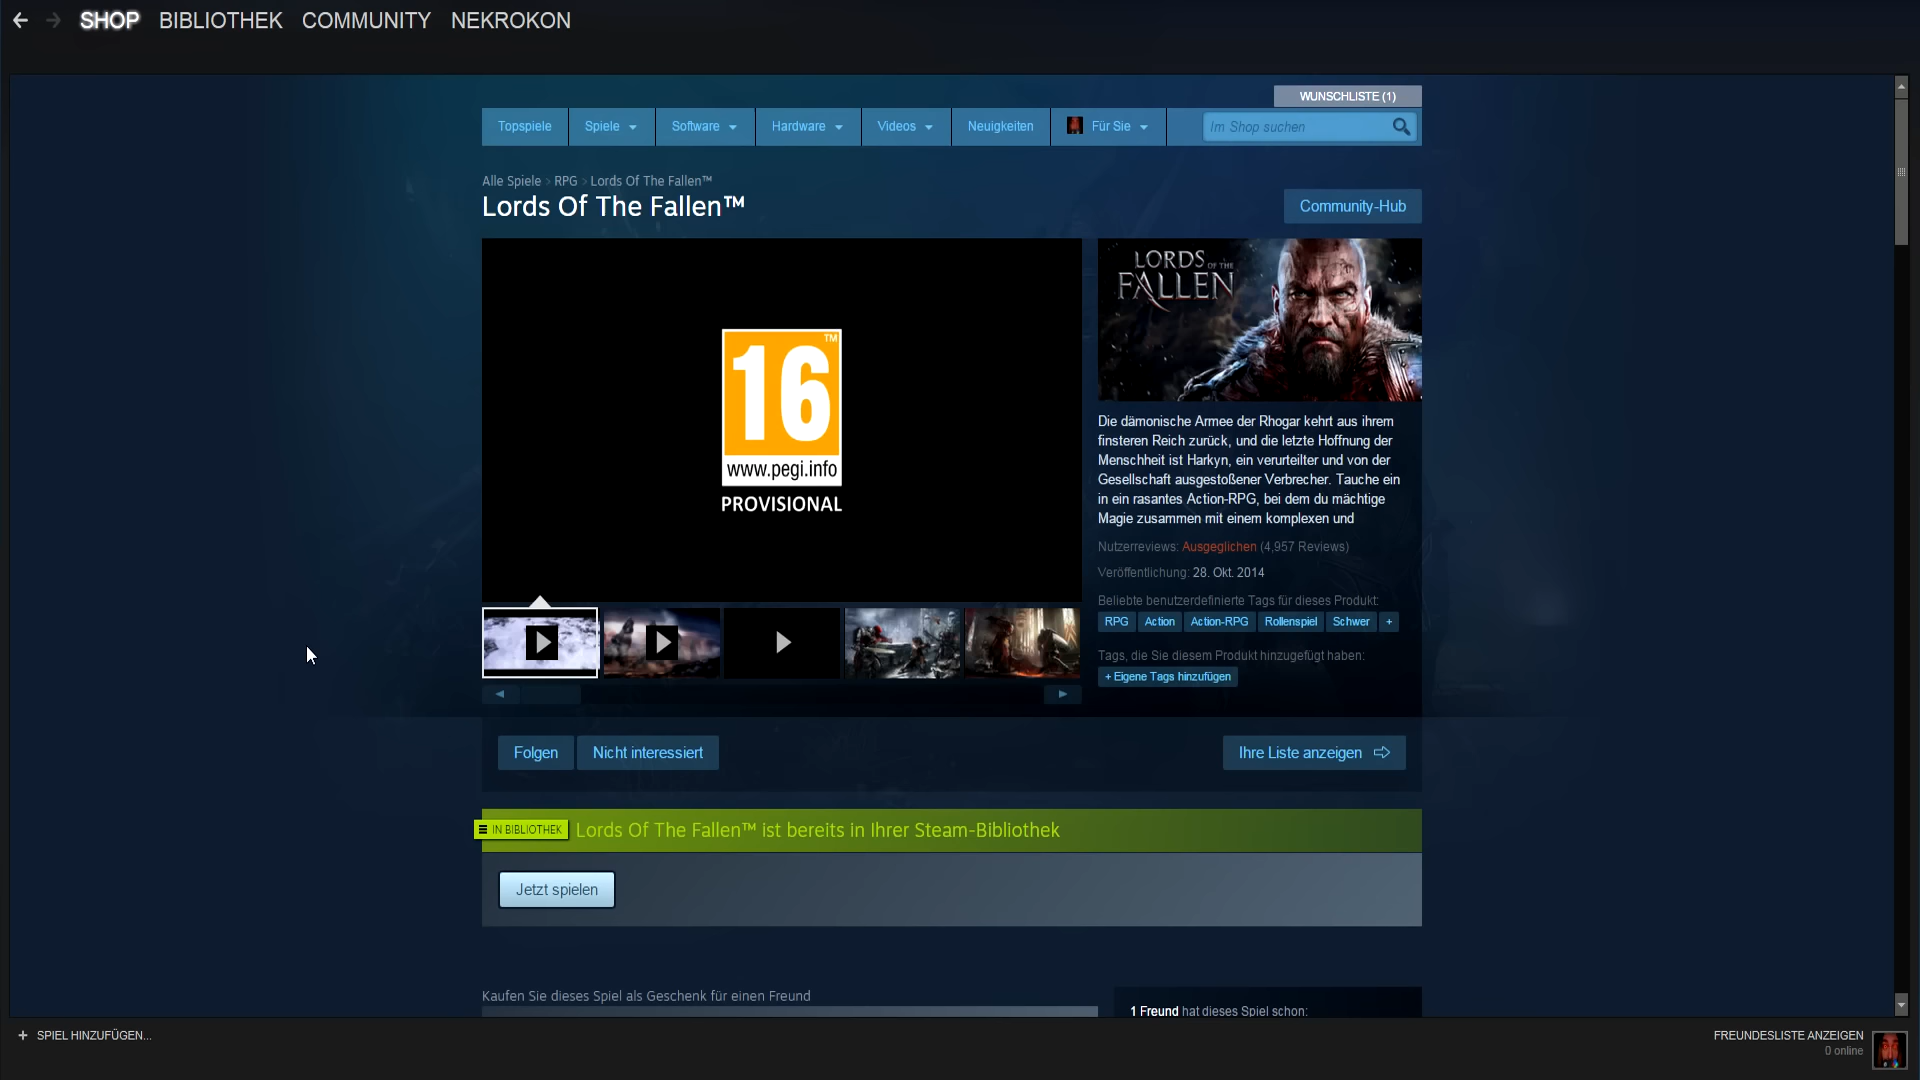 SHOP BIBLIOTHEK COMMUNITY NEKROKON
WUNSCHLISTE (1)
Topspiele Spiele Software Hardware Videos Neuigkeiten Für Sie Im Shop suchen
Alle Spiele > RPG > Lords Of The Fallen™
Lords Of The Fallen™
Community-Hub
16™
www.pegi.info
PROVISIONAL
LORDS OF THE
FALLEN
Die dämonische Armee der Rhogar kehrt aus ihrem
finsteren Reich zurück, und die letzte Hoffnung der
Menschheit ist Harkyn, ein verurteilter und von der
Gesellschaft ausgestoßener Verbrecher. Tauche ein
in ein rasantes Action-RPG, bei dem du mächtige
Magie zusammen mit einem komplexen und
Nutzerreviews: Ausgeglichen (4,957 Reviews)
Veröffentlichung: 28. Okt. 2014
Beliebte benutzerdefinierte Tags für dieses Produkt:
RPG Action Action-RPG Rollenspiel Schwer +
Tags, die Sie diesem Produkt hinzugefügt haben:
+ Eigene Tags hinzufügen
Folgen Nicht interessiert Ihre Liste anzeigen
IN BIBLIOTHEK Lords Of The Fallen™ ist bereits in Ihrer Steam-Bibliothek
Jetzt spielen
Kaufen Sie dieses Spiel als Geschenk für einen Freund
1 Freund hat dieses Spiel schon:
+ SPIEL HINZUFÜGEN...
FREUNDESLISTE ANZEIGEN
0 online